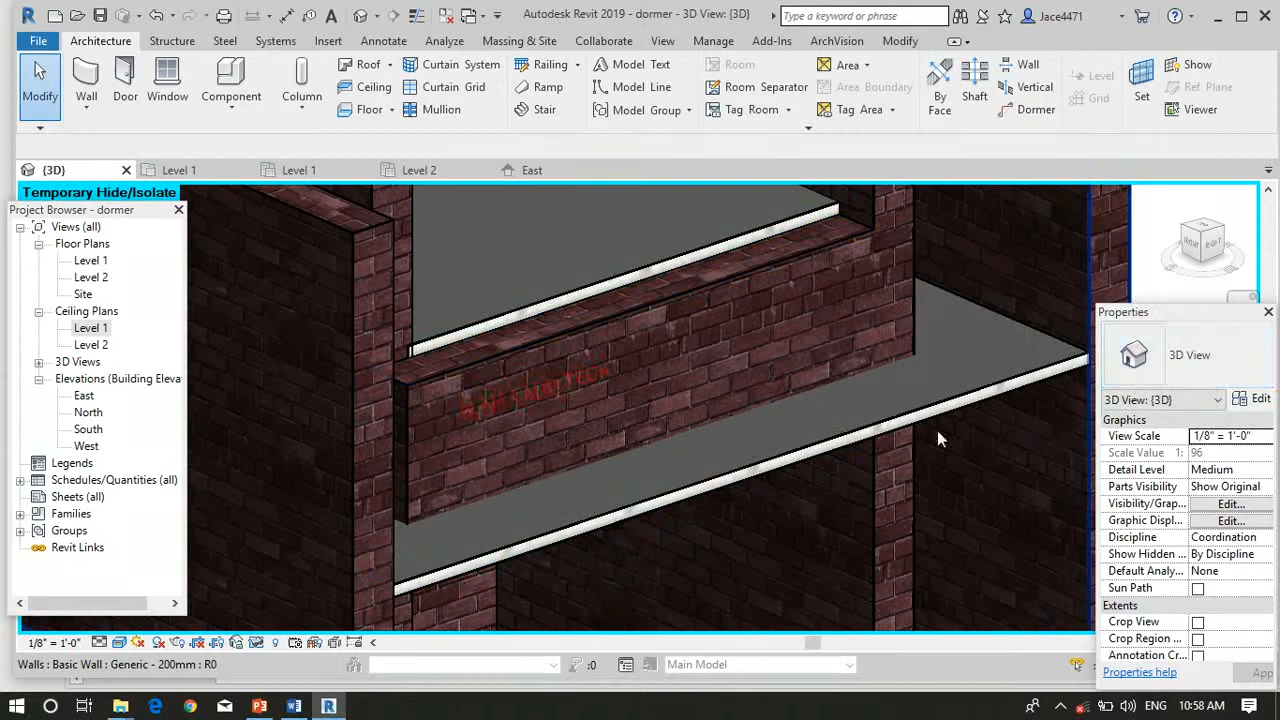 Autodesk Revit 2019 - dormer - 3D View: {3D}
Type a keyword or phrase
Jace4471
File Architecture Structure Steel Systems Insert Annotate Analyze Massing & Site Collaborate View Manage Add-Ins ArchVision Modify
Modify Wall Door Window Component Column
Roof Ceiling Floor
Curtain System Curtain Grid Mullion
Railing Ramp Stair
Model Text Model Line Model Group
Room Room Separator Tag Room
Area Area Boundary Tag Area
By Face Shaft
Wall Vertical Dormer
Level Grid
Set
Show Ref Plane Viewer
{3D} Level 1 Level 1 Level 2 East
Temporary Hide/Isolate
Project Browser - dormer
Views (all)
Floor Plans
Level 1
Level 2
Site
Ceiling Plans
Level 1
Level 2
3D Views
Elevations (Building Eleva
East
North
South
West
Legends
Schedules/Quantities (all)
Sheets (all)
Families
Groups
Revit Links
RIGHT
Properties
3D View
3D View: {3D} Edit
Graphics
View Scale 1/8" = 1'-0"
Scale Value 1: 96
Detail Level Medium
Parts Visibility Show Original
Visibility/Grap... Edit...
Graphic Displ... Edit...
Discipline Coordination
Show Hidden ... By Discipline
Default Analy... None
Sun Path
Extents
Crop View
Crop Region ...
Annotation Cr...
Properties help App
1/8" = 1'-0"
Walls : Basic Wall : Generic - 200mm : R0
:0
Main Model
ENG 10:58 AM